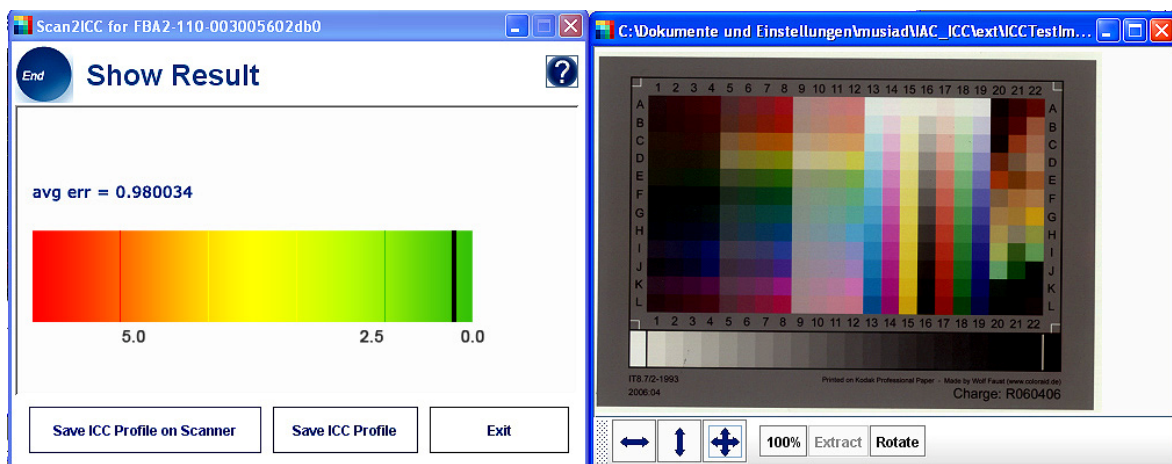 Scan2ICC for FBA2-110-003005602db0
End
Show Result
?
avg err = 0.980034
5.0 2.5 0.0
Save ICC Profile on Scanner
Save ICC Profile
Exit
C:\Dokumente und Einstellungen\musiad\IAC_ICC\ext\ICCTestIm...
1 2 3 4 5 6 7 8 9 10 11 12 13 14 15 16 17 18 19 20 21 22
A A
B B
C C
D D
E E
F F
G G
H H
I I
J J
K K
L L
1 2 3 4 5 6 7 8 9 10 11 12 13 14 15 16 17 18 19 20 21 22
IT8.7/2-1993 Printed on Kodak Professional Paper - Made by Wolf Faust (www.coloraid.de)
2006:04 Charge: R060406
100% Extract Rotate